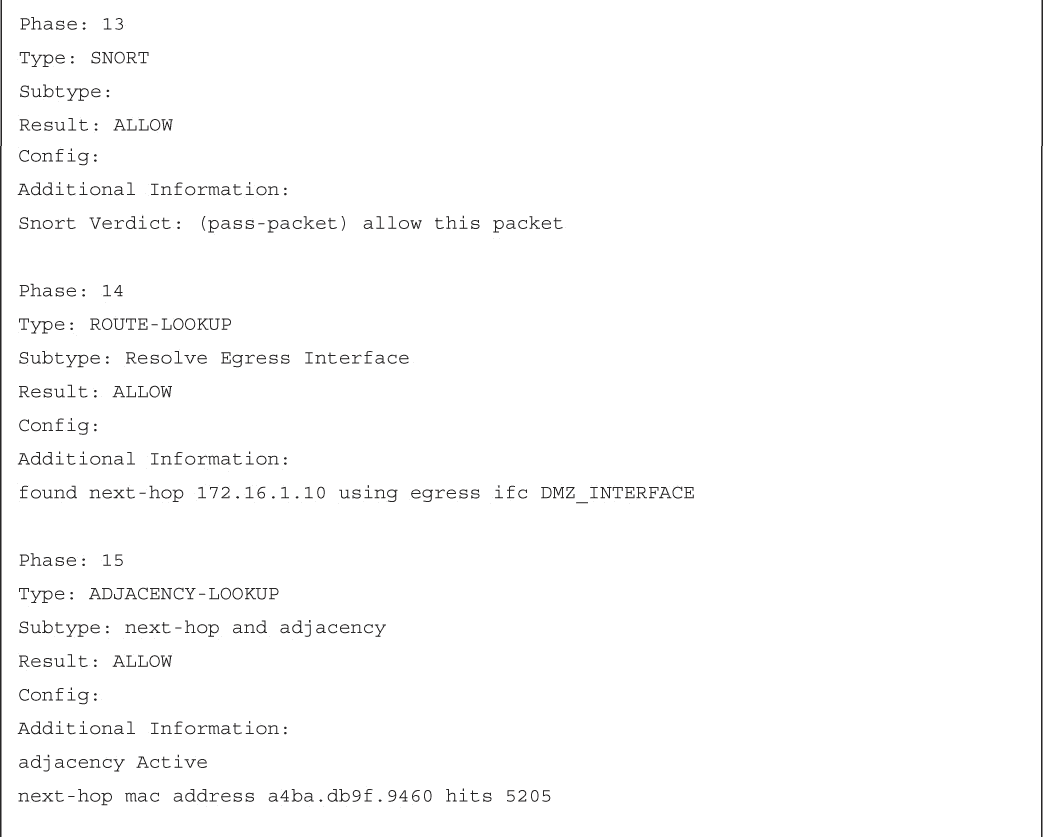 Phase: 13
Type: SNORT
Subtype:
Result: ALLOW
Config:
Additional Information:
Snort Verdict: (pass-packet) allow this packet
Phase: 14
Type: ROUTE-LOOKUP
Subtype: Resolve Egress Interface
Result: ALLOW
Config:
Additional Information:
found next-hop 172.16.1.10 using egress ifc DMZ_INTERFACE
Phase: 15
Type: ADJACENCY-LOOKUP
Subtype: next-hop and adjacency
Result: ALLOW
Config:
Additional Information:
adjacency Active
next-hop mac address a4ba.db9f.9460 hits 5205